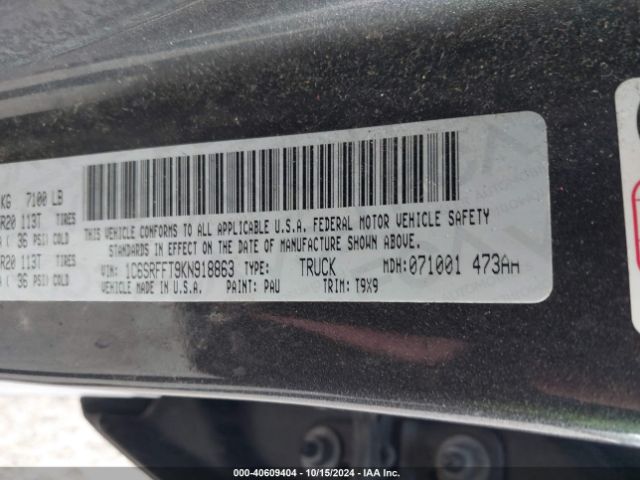 KG 7100 LB
R20 113T TIRES
( 36 PSI) COLD
R20 113T TIRES
( 36 PSI) COLD
THIS VEHICLE CONFORMS TO ALL APPLICABLE U.S.A. FEDERAL MOTOR VEHICLE SAFETY
STANDARDS IN EFFECT ON THE DATE OF MANUFACTURE SHOWN ABOVE.
VIN: 1C6SRFFT9KN918863 TYPE: TRUCK MDH:071001 473AH
VEHICLE MADE IN U.S.A. PAINT: PAU TRIM: T9X9
000-40609404 | 10/15/2024 | IAA Inc.